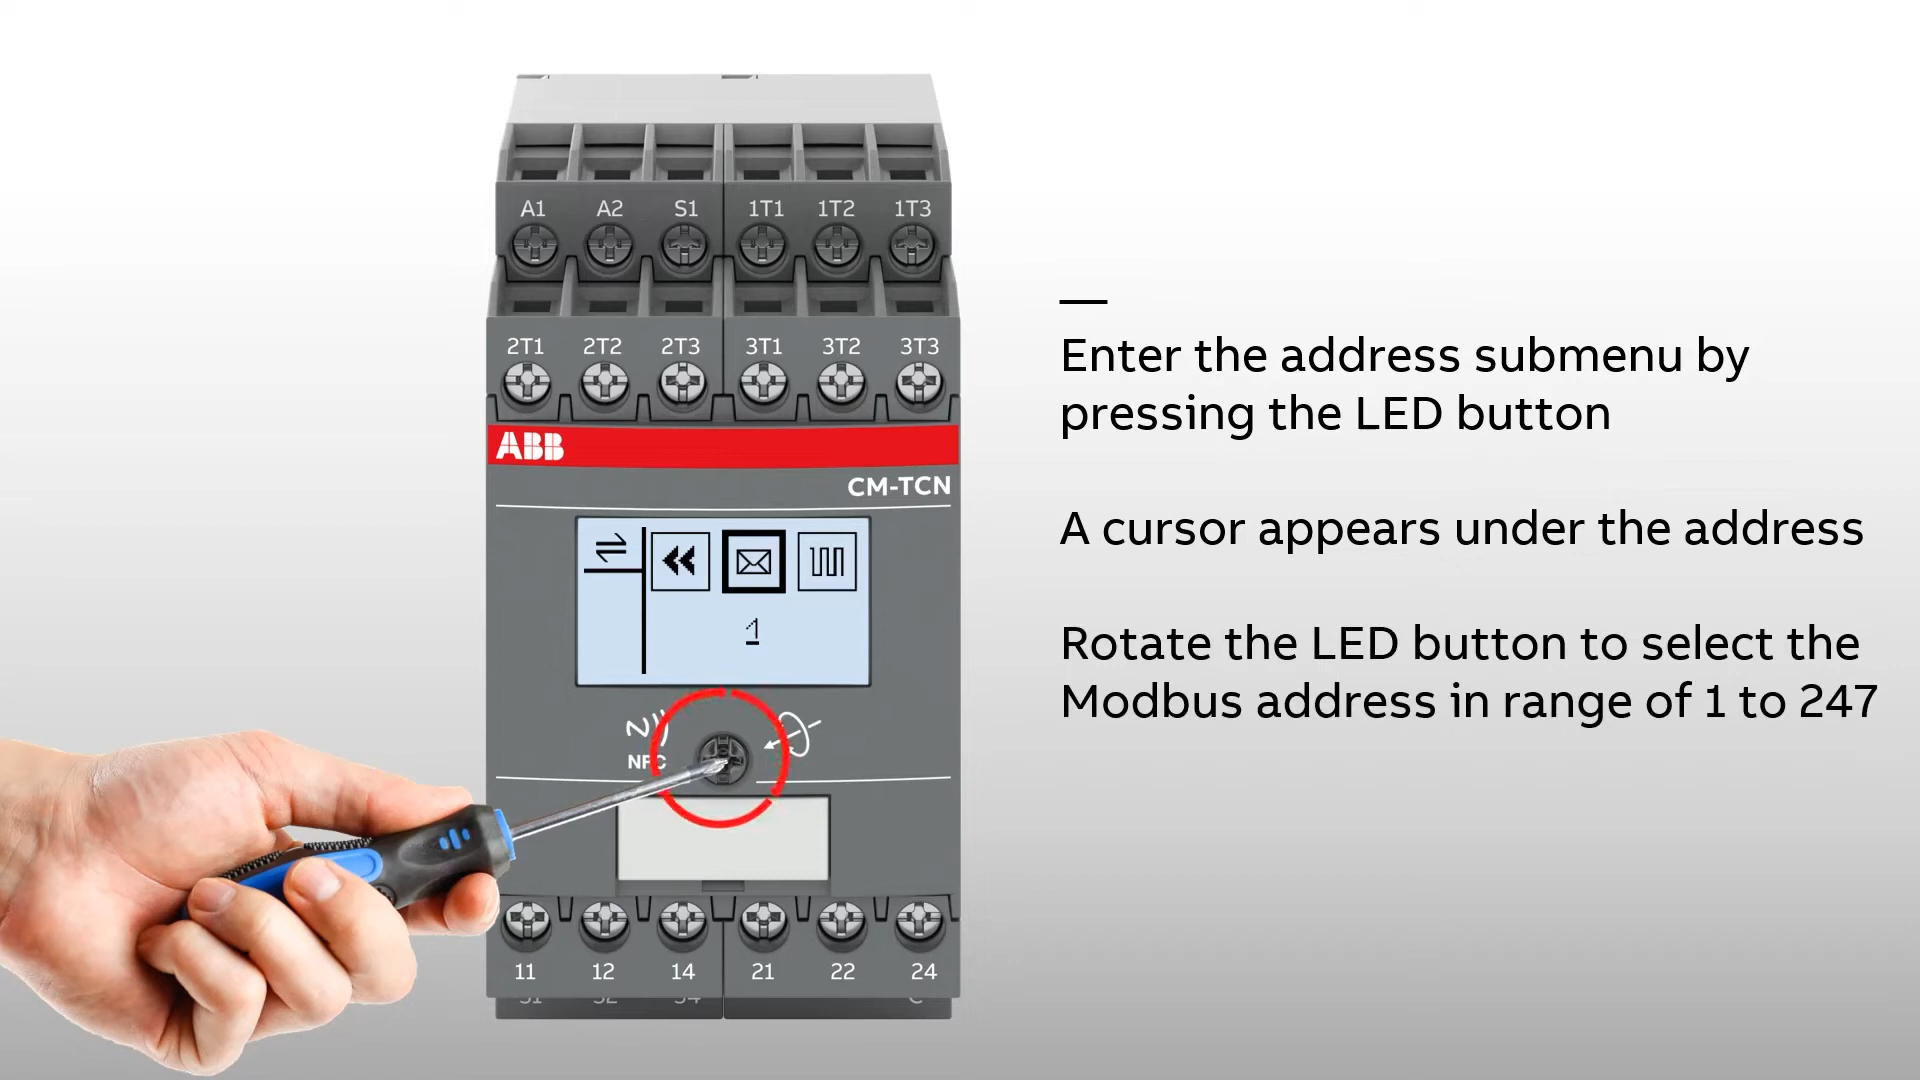 A1 A2 S1 1T1 1T2 1T3
2T1 2T2 2T3 3T1 3T2 3T3
ABB
CM-TCN
1
NFC
11 12 14 21 22 24
Enter the address submenu by
pressing the LED button
A cursor appears under the address
Rotate the LED button to select the
Modbus address in range of 1 to 247